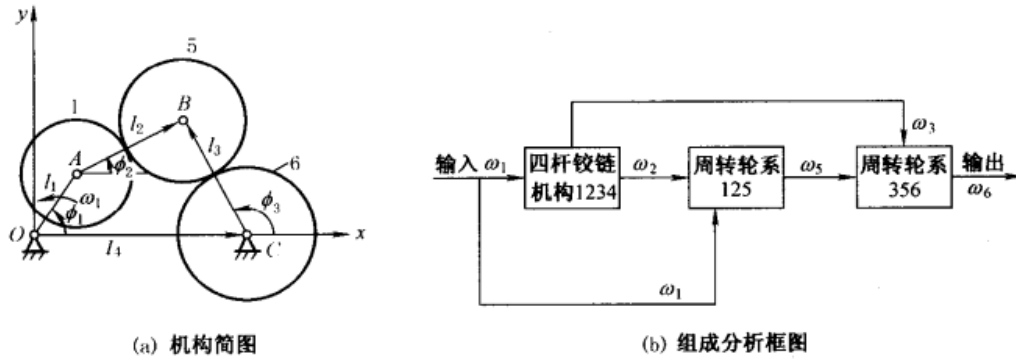 y
5
1
B
l₂
l₃
A
ϕ₂
6
l₁
ω₁
ϕ₁
ϕ₃
O
l₄
C
x
(a) 机构简图
ω₃
输入 ω₁
四杆铰链
机构1234
ω₂
周转轮系
125
ω₅
周转轮系
356
输出
ω₆
ω₁
(b) 组成分析框图